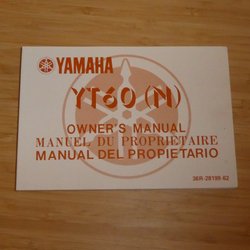 YAMAHA
YT60 (N)
OWNER'S MANUAL
MANUEL DU PROPRIETAIRE
MANUAL DEL PROPIETARIO
36R-28199-62